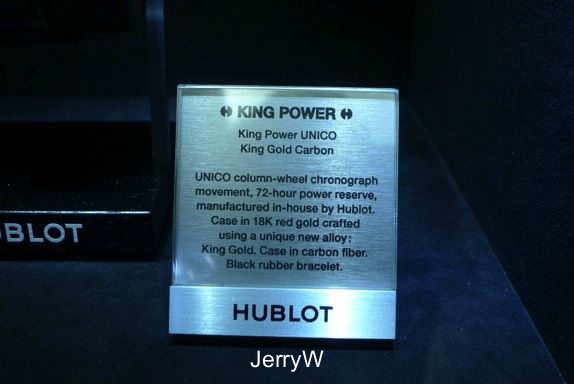 KING POWER
King Power UNICO
King Gold Carbon
UNICO column-wheel chronograph
movement, 72-hour power reserve,
manufactured in-house by Hublot.
Case in 18K red gold crafted
using a unique new alloy:
King Gold. Case in carbon fiber.
Black rubber bracelet.
HUBLOT
BLOT
JerryW